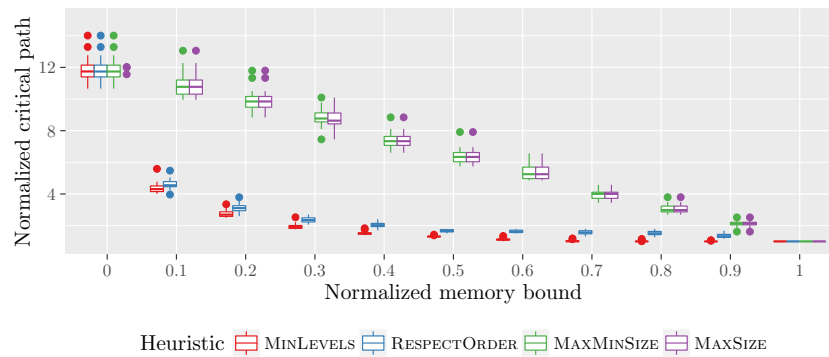 Normalized critical path
12
8
4
0 0.1 0.2 0.3 0.4 0.5 0.6 0.7 0.8 0.9 1
Normalized memory bound
Heuristic MINLEVELS RESPECTORDER MAXMINSIZE MAXSIZE